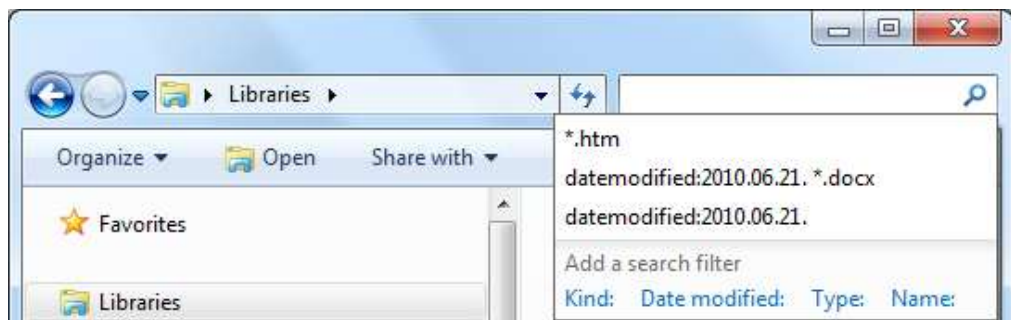 Libraries
*.htm
Organize Open Share with
datemodified:2010.06.21. *.docx
Favorites
datemodified:2010.06.21.
Add a search filter
Libraries
Kind: Date modified: Type: Name: